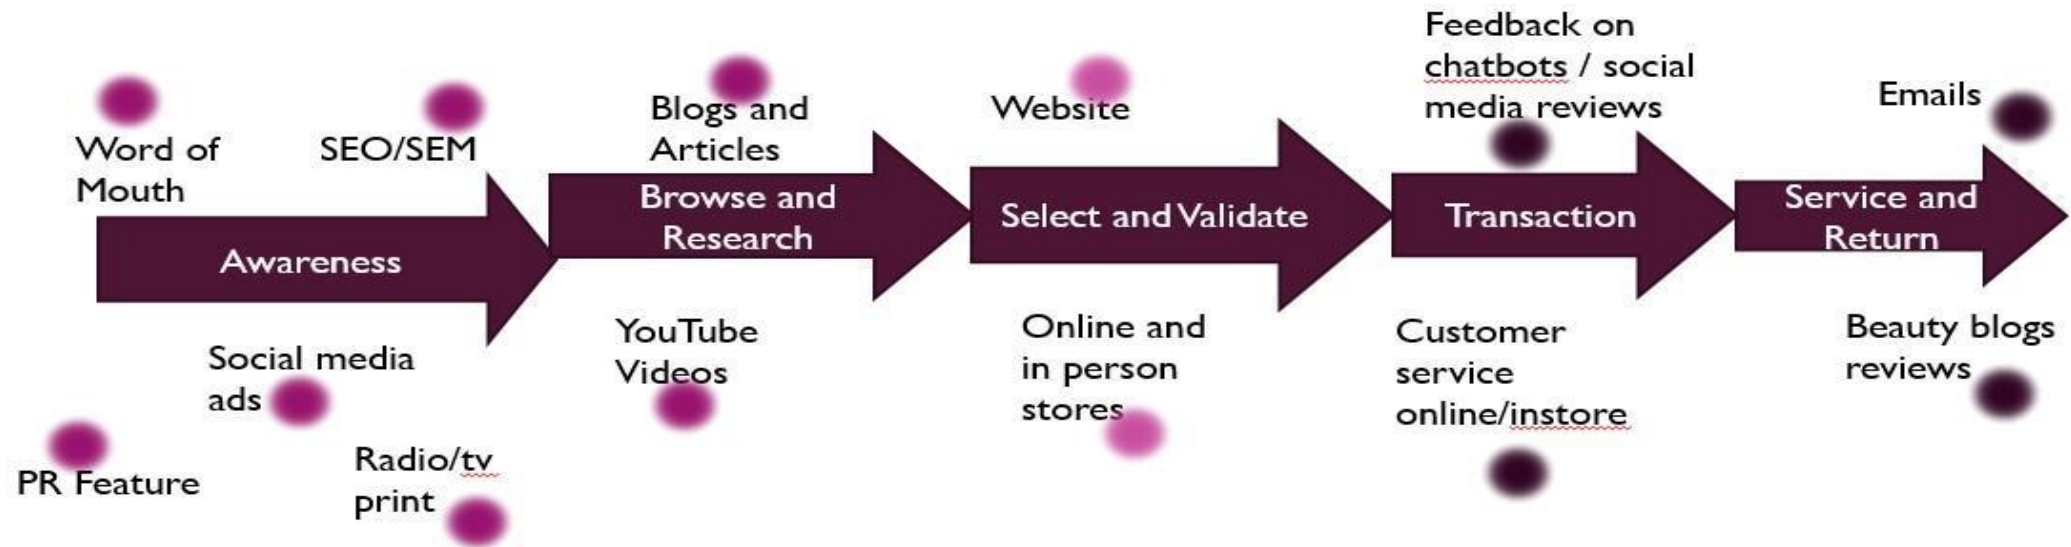 Word of
Mouth
SEO/SEM
Awareness
Social media
ads
PR Feature
Radio/tv
print
Blogs and
Articles
Browse and
Research
YouTube
Videos
Website
Select and Validate
Online and
in person
stores
Feedback on
chatbots / social
media reviews
Transaction
Customer
service
online/instore
Emails
Service and
Return
Beauty blogs
reviews